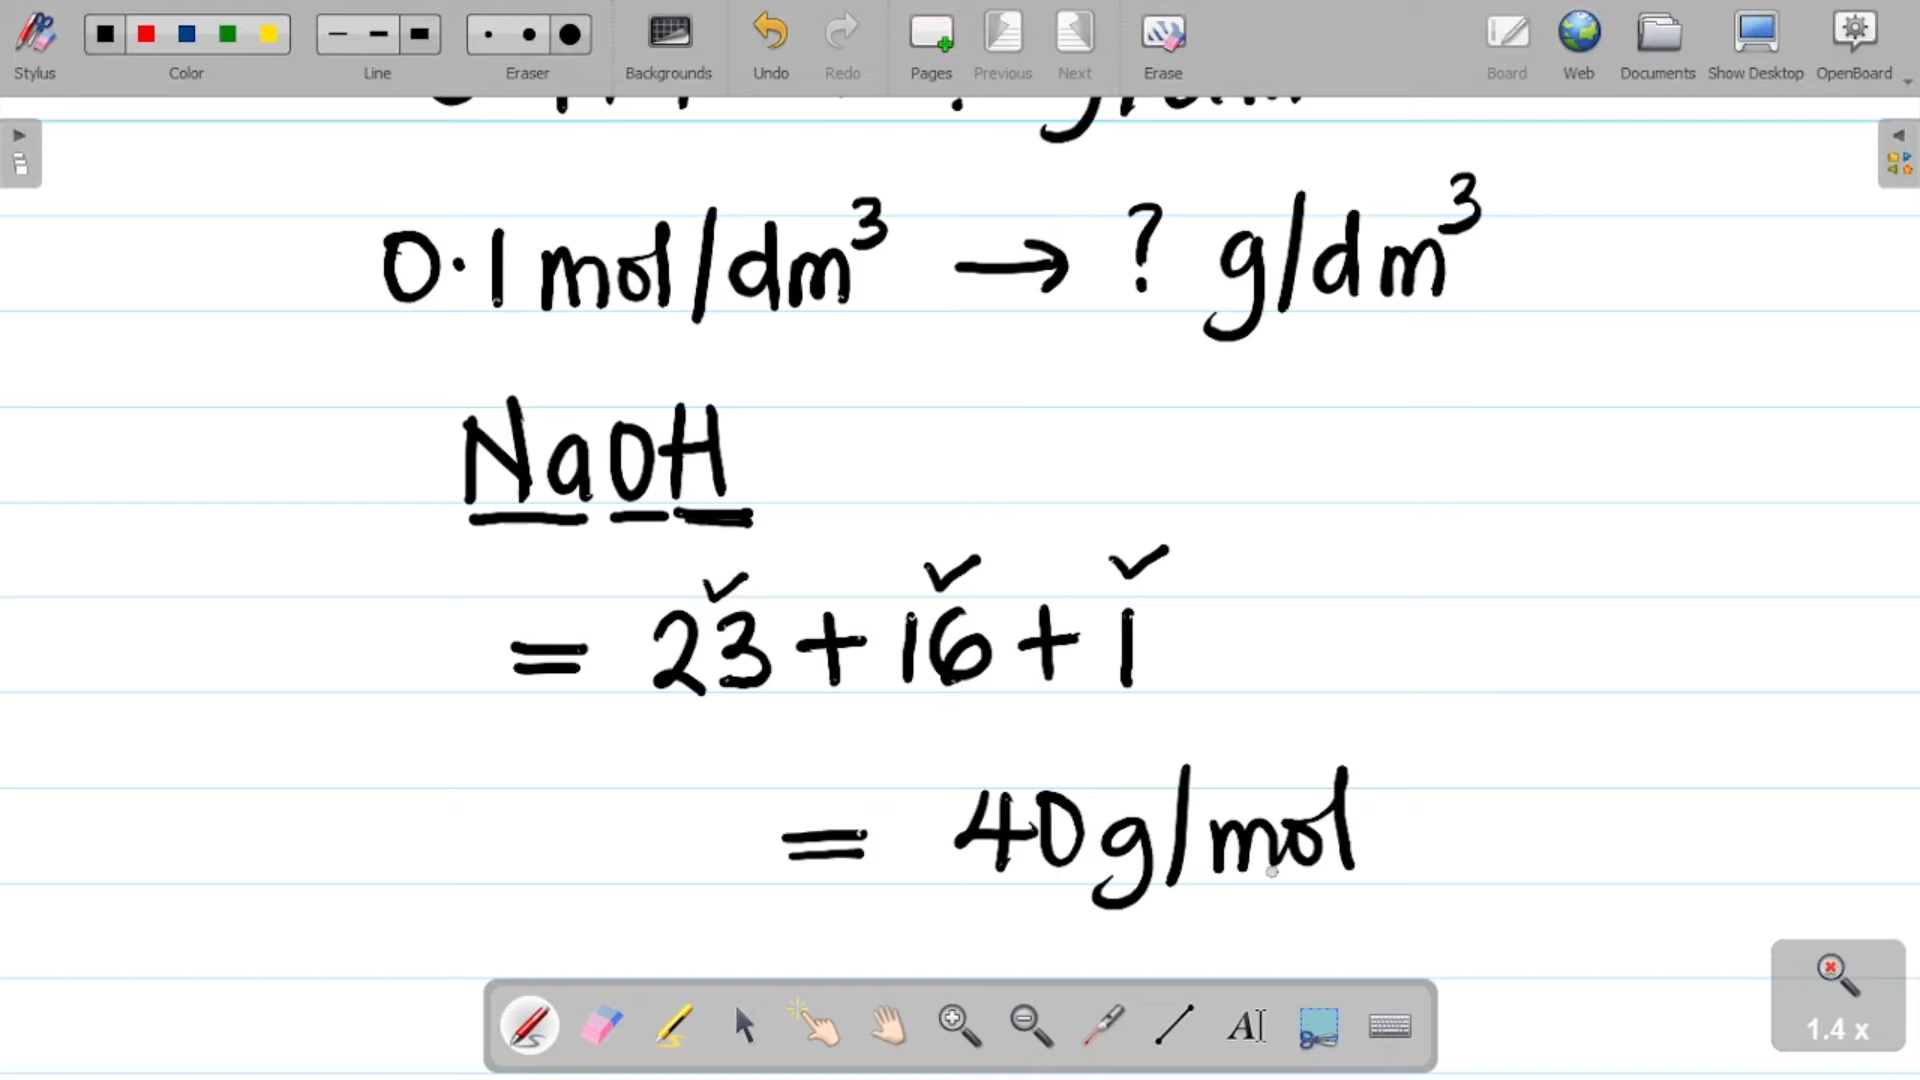 Stylus Color Line Eraser Backgrounds Undo Redo Pages Previous Next Erase Board Web Documents Show Desktop OpenBoard
0.1 mol/dm³ → ? g/dm³
NaOH
= 23 + 16 + 1
= 40g/mol
1.4 x